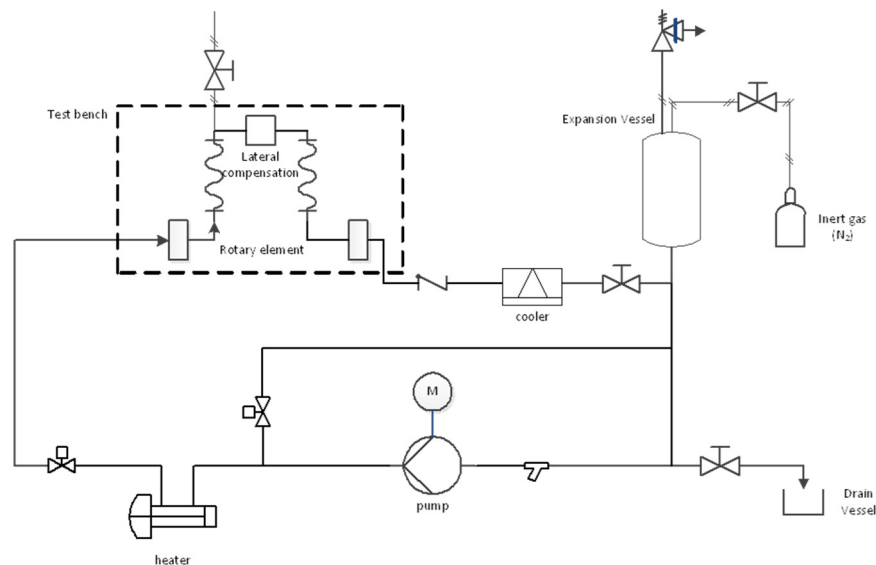 Test bench
Expansion Vessel
Lateral
compensation
Rotary element
Inert gas
(N₂)
cooler
M
pump
Drain
Vessel
heater